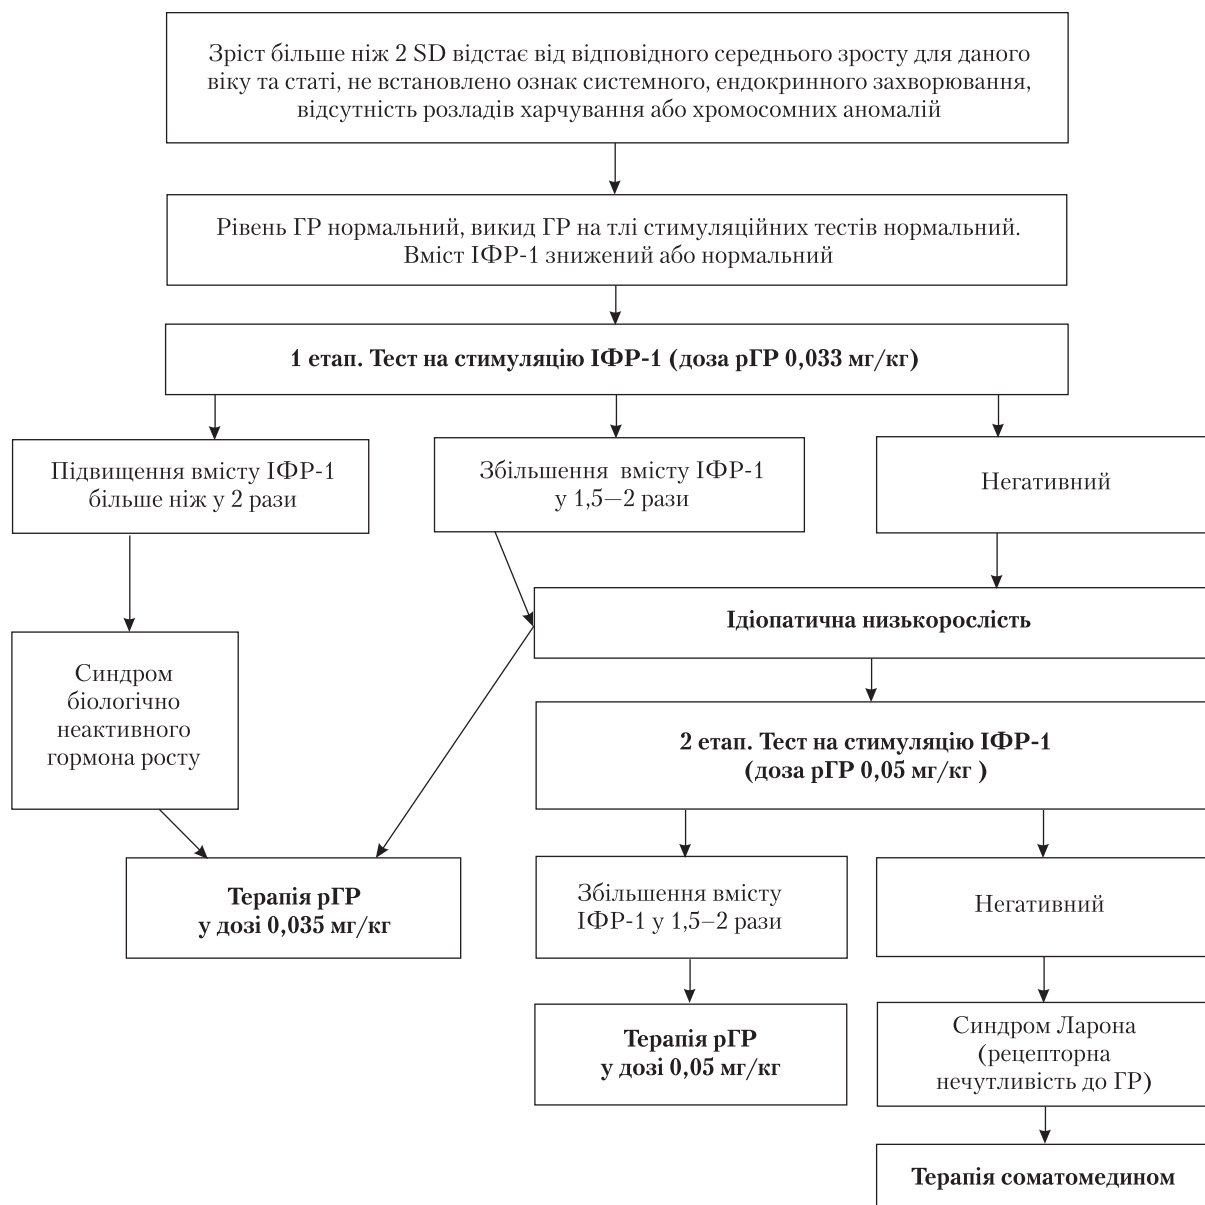 Зріст більше ніж 2 SD відстає від відповідного середнього зросту для даного
віку та статі, не встановлено ознак системного, ендокринного захворювання,
відсутність розладів харчування або хромосомних аномалій
Рівень ГР нормальний, викид ГР на тлі стимуляційних тестів нормальний.
Вміст ІФР-1 знижений або нормальний
1 етап. Тест на стимуляцію ІФР-1 (доза рГР 0,033 мг/кг)
Підвищення вмісту ІФР-1
більше ніж у 2 рази
Збільшення вмісту ІФР-1
у 1,5—2 рази
Негативний
Ідіопатична низькорослість
Синдром
біологічно
неактивного
гормона росту
2 етап. Тест на стимуляцію ІФР-1
(доза рГР 0,05 мг/кг )
Терапія рГР
у дозі 0,035 мг/кг
Збільшення вмісту
ІФР-1 у 1,5–2 рази
Негативний
Терапія рГР
у дозі 0,05 мг/кг
Синдром Ларона
(рецепторна
нечутливість до ГР)
Терапія соматомедином